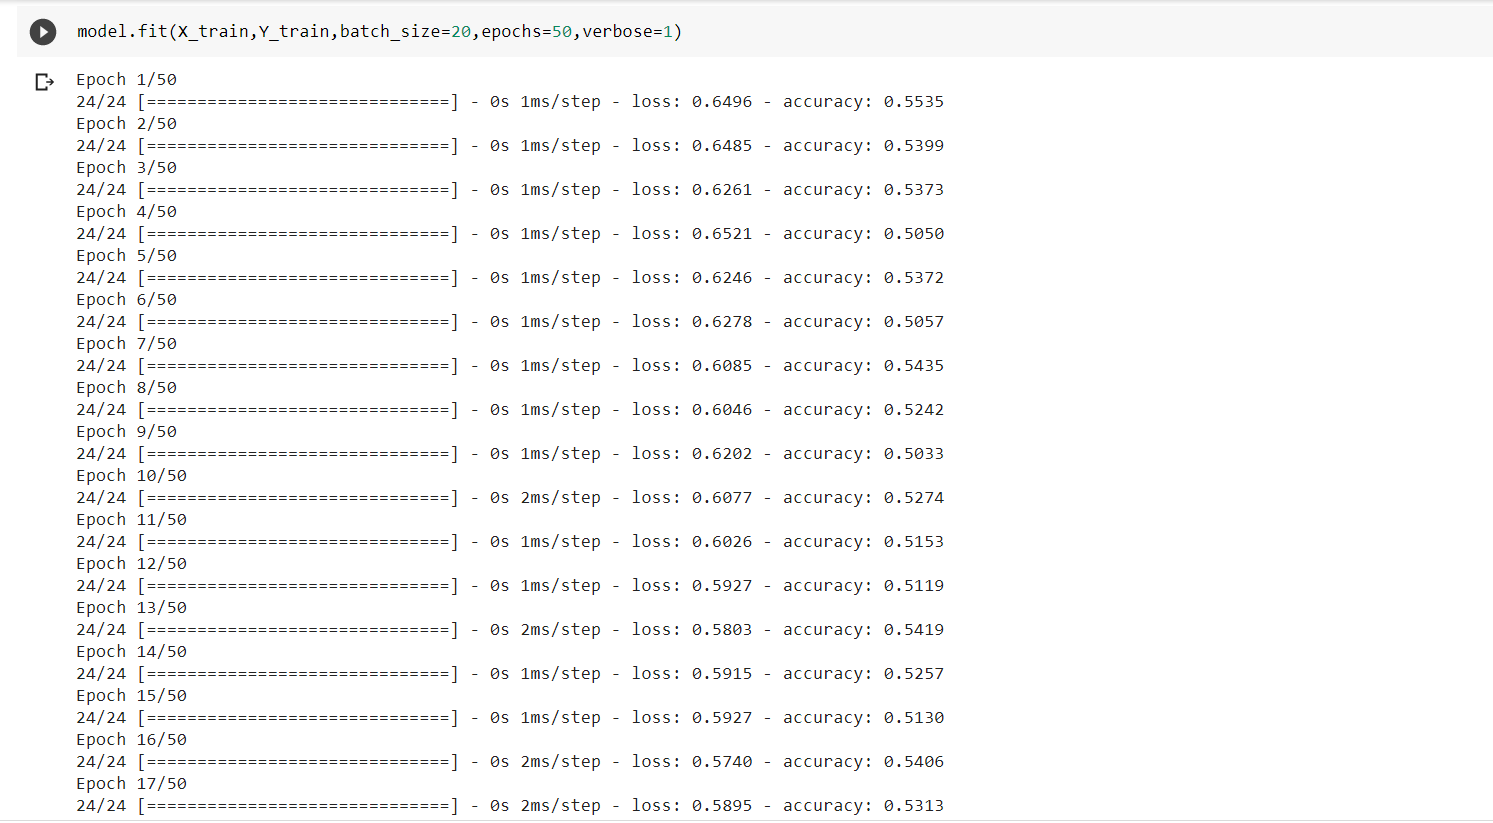 model.fit(X_train,Y_train,batch_size=20,epochs=50,verbose=1)
Epoch 1/50
24/24 [==============================] - 0s 1ms/step - loss: 0.6496 - accuracy: 0.5535
Epoch 2/50
24/24 [==============================] - 0s 1ms/step - loss: 0.6485 - accuracy: 0.5399
Epoch 3/50
24/24 [==============================] - 0s 1ms/step - loss: 0.6261 - accuracy: 0.5373
Epoch 4/50
24/24 [==============================] - 0s 1ms/step - loss: 0.6521 - accuracy: 0.5050
Epoch 5/50
24/24 [==============================] - 0s 1ms/step - loss: 0.6246 - accuracy: 0.5372
Epoch 6/50
24/24 [==============================] - 0s 1ms/step - loss: 0.6278 - accuracy: 0.5057
Epoch 7/50
24/24 [==============================] - 0s 1ms/step - loss: 0.6085 - accuracy: 0.5435
Epoch 8/50
24/24 [==============================] - 0s 1ms/step - loss: 0.6046 - accuracy: 0.5242
Epoch 9/50
24/24 [==============================] - 0s 1ms/step - loss: 0.6202 - accuracy: 0.5033
Epoch 10/50
24/24 [==============================] - 0s 2ms/step - loss: 0.6077 - accuracy: 0.5274
Epoch 11/50
24/24 [==============================] - 0s 1ms/step - loss: 0.6026 - accuracy: 0.5153
Epoch 12/50
24/24 [==============================] - 0s 1ms/step - loss: 0.5927 - accuracy: 0.5119
Epoch 13/50
24/24 [==============================] - 0s 2ms/step - loss: 0.5803 - accuracy: 0.5419
Epoch 14/50
24/24 [==============================] - 0s 1ms/step - loss: 0.5915 - accuracy: 0.5257
Epoch 15/50
24/24 [==============================] - 0s 1ms/step - loss: 0.5927 - accuracy: 0.5130
Epoch 16/50
24/24 [==============================] - 0s 2ms/step - loss: 0.5740 - accuracy: 0.5406
Epoch 17/50
24/24 [==============================] - 0s 2ms/step - loss: 0.5895 - accuracy: 0.5313